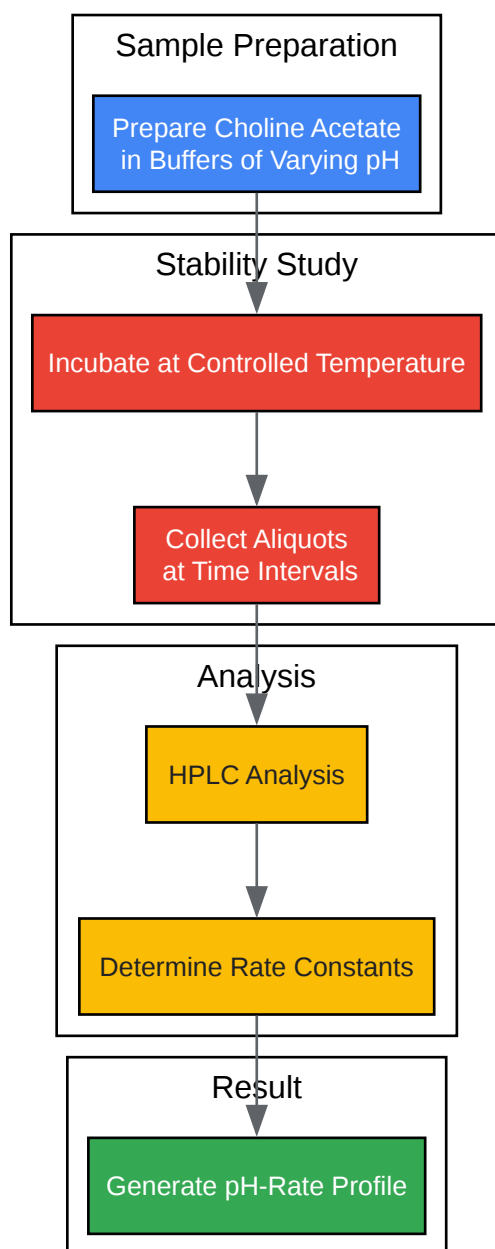 Sample Preparation
Prepare Choline Acetate
in Buffers of Varying pH
Stability Study
Incubate at Controlled Temperature
Collect Aliquots
at Time Intervals
Analysis
HPLC Analysis
Determine Rate Constants
Result
Generate pH-Rate Profile